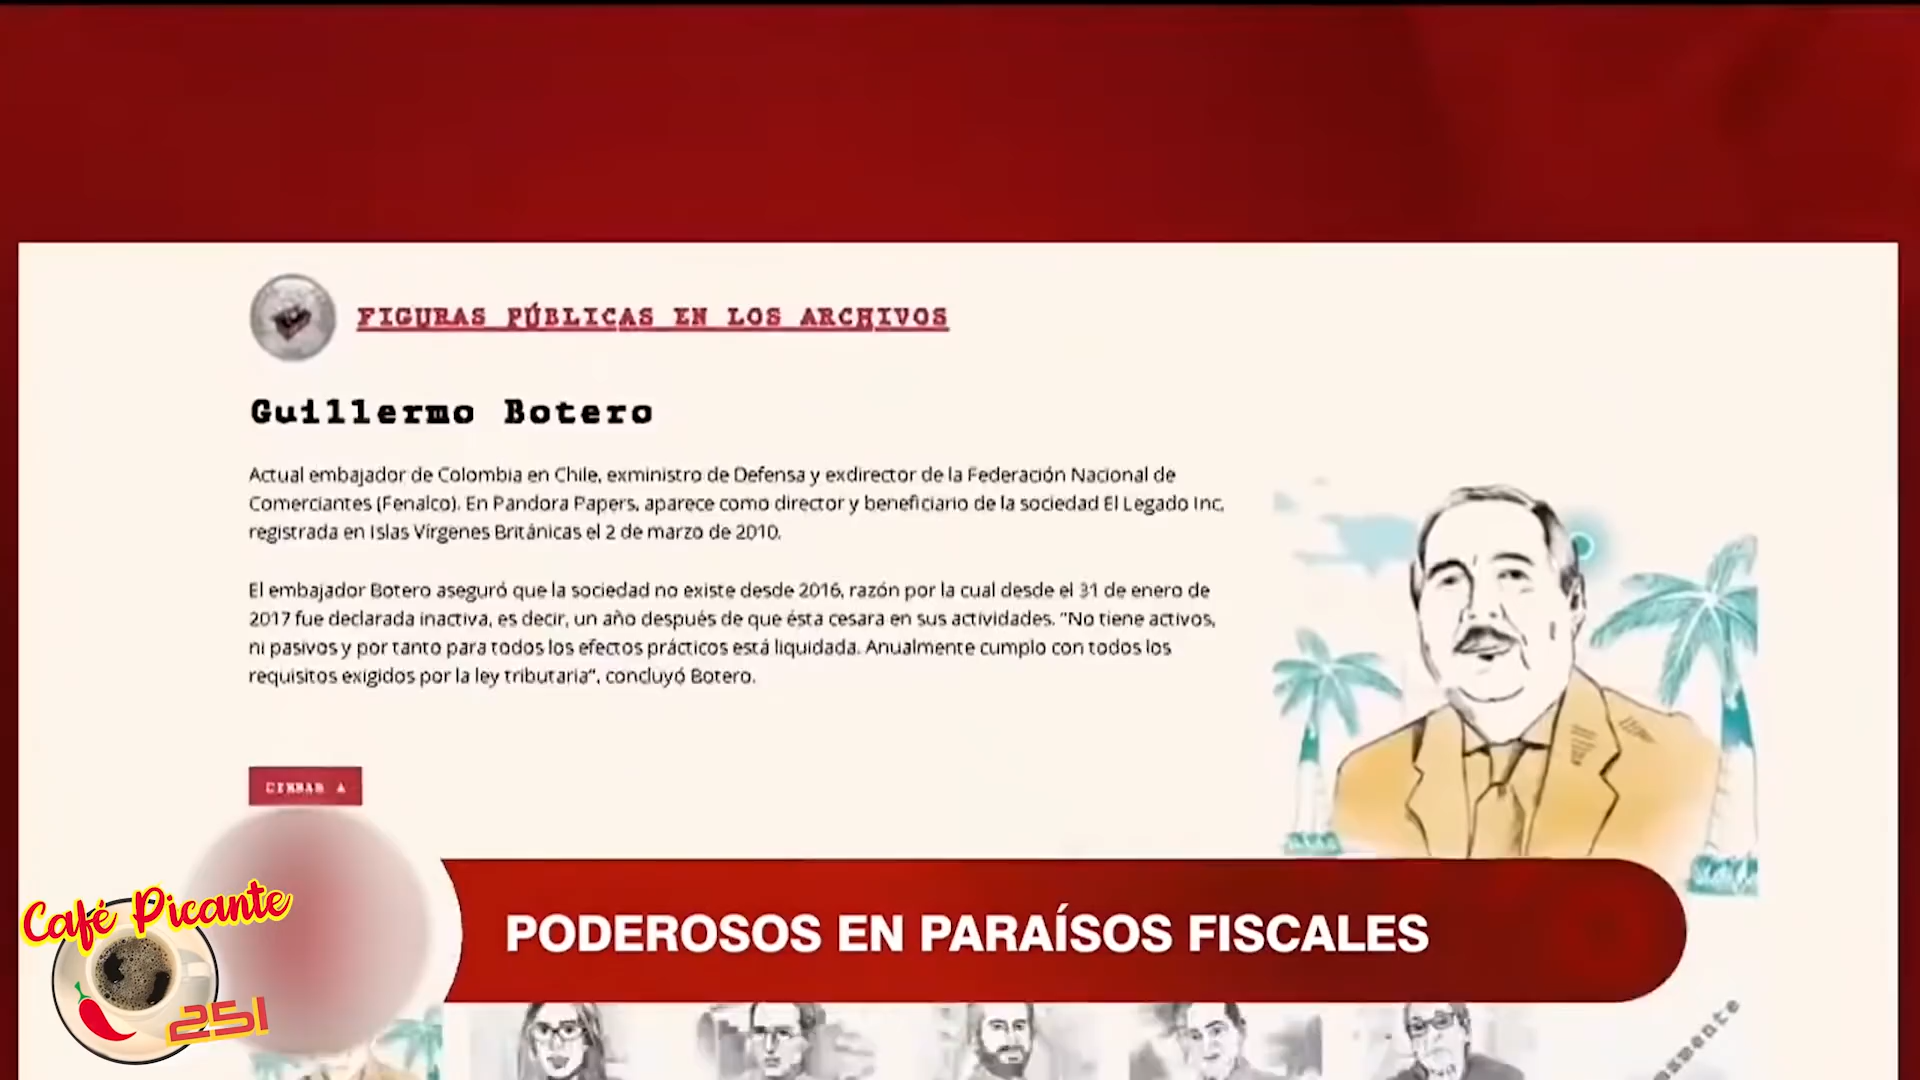 FIGURAS PÚBLICAS EN LOS ARCHIVOS
Guillermo Botero
Actual embajador de Colombia en Chile, exministro de Defensa y exdirector de la Federación Nacional de
Comerciantes (Fenalco). En Pandora Papers, aparece como director y beneficiario de la sociedad El Legado Inc,
registrada en Islas Vírgenes Británicas el 2 de marzo de 2010.
El embajador Botero aseguró que la sociedad no existe desde 2016, razón por la cual desde el 31 de enero de
2017 fue declarada inactiva, es decir, un año después de que ésta cesara en sus actividades. "No tiene activos,
ni pasivos y por tanto para todos los efectos prácticos está liquidada. Anualmente cumplo con todos los
requisitos exigidos por la ley tributaria", concluyó Botero.
CERRAR ▲
Café Picante
251
PODEROSOS EN PARAÍSOS FISCALES